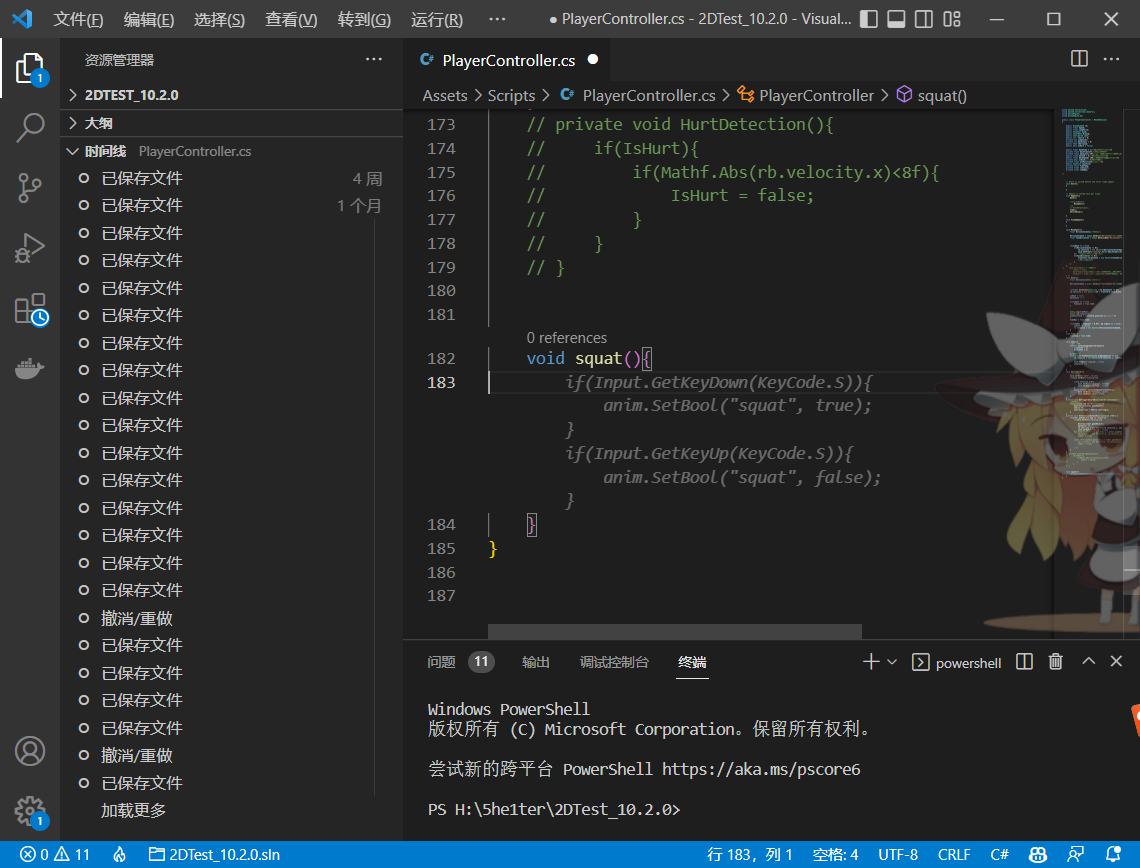 文件(F) 编辑(E) 选择(S) 查看(V) 转到(G) 运行(R) ··· ● PlayerController.cs - 2DTest_10.2.0 - Visual...
资源管理器 ···
2DTEST_10.2.0
大纲
时间线 PlayerController.cs
已保存文件 4 周
已保存文件 1 个月
已保存文件
已保存文件
已保存文件
已保存文件
已保存文件
已保存文件
已保存文件
已保存文件
已保存文件
已保存文件
已保存文件
已保存文件
已保存文件
已保存文件
撤消/重做
已保存文件
已保存文件
已保存文件
已保存文件
撤消/重做
已保存文件
加载更多
1
1
C# PlayerController.cs ●
Assets > Scripts > C# PlayerController.cs > PlayerController > squat()
173 // private void HurtDetection(){
174 //     if(IsHurt){
175 //         if(Mathf.Abs(rb.velocity.x)<8f){
176 //             IsHurt = false;
177 //         }
178 //     }
179 // }
180
181
0 references
182 void squat(){
183     if(Input.GetKeyDown(KeyCode.S)){
        anim.SetBool("squat", true);
    }
    if(Input.GetKeyUp(KeyCode.S)){
        anim.SetBool("squat", false);
    }
184 }
185 }
186
187
问题 11 输出 调试控制台 终端 powershell
Windows PowerShell
版权所有 (C) Microsoft Corporation。保留所有权利。
尝试新的跨平台 PowerShell https://aka.ms/pscore6
PS H:\5he1ter\2DTest_10.2.0>
0 11 2DTest_10.2.0.sln 行 183，列 1 空格: 4 UTF-8 CRLF C#